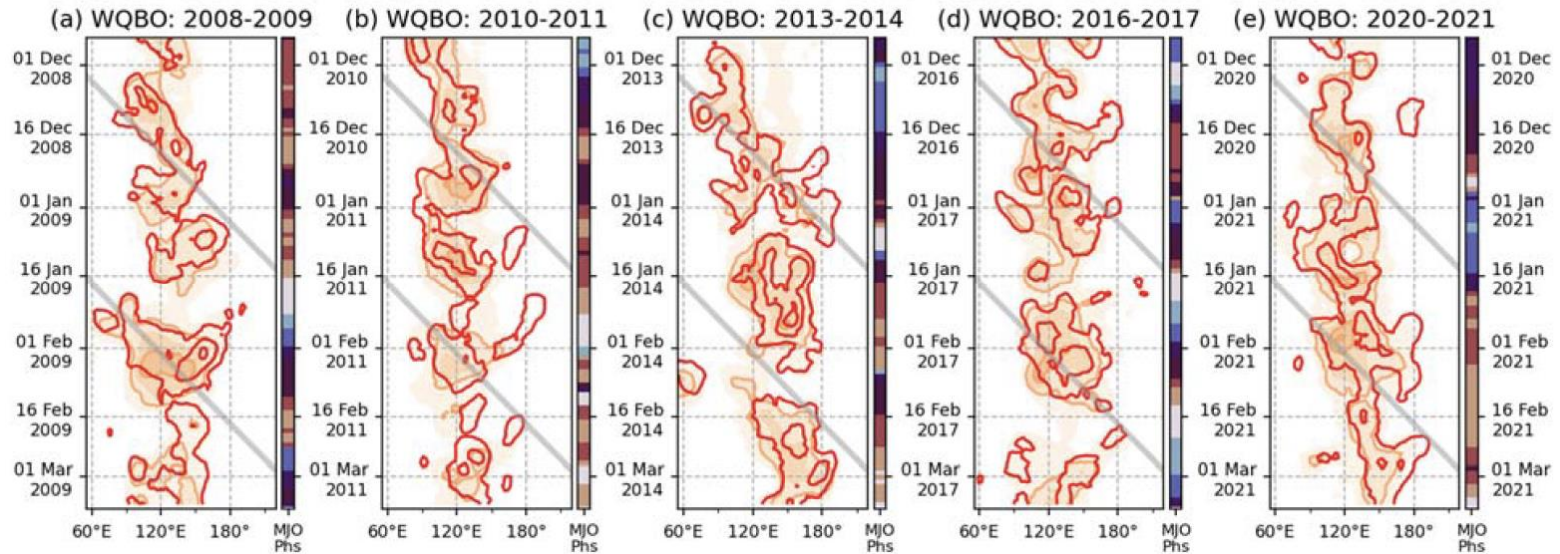 (a) WQBO: 2008-2009
01 Dec
2008
16 Dec
2008
01 Jan
2009
16 Jan
2009
01 Feb
2009
16 Feb
2009
01 Mar
2009
60°E 120°E 180°
MJO
Phs
(b) WQBO: 2010-2011
01 Dec
2010
16 Dec
2010
01 Jan
2011
16 Jan
2011
01 Feb
2011
16 Feb
2011
01 Mar
2011
60°E 120°E 180°
MJO
Phs
(c) WQBO: 2013-2014
01 Dec
2013
16 Dec
2013
01 Jan
2014
16 Jan
2014
01 Feb
2014
16 Feb
2014
01 Mar
2014
60°E 120°E 180°
MJO
Phs
(d) WQBO: 2016-2017
01 Dec
2016
16 Dec
2016
01 Jan
2017
16 Jan
2017
01 Feb
2017
16 Feb
2017
01 Mar
2017
60°E 120°E 180°
MJO
Phs
(e) WQBO: 2020-2021
01 Dec
2020
16 Dec
2020
01 Jan
2021
16 Jan
2021
01 Feb
2021
16 Feb
2021
01 Mar
2021
60°E 120°E 180°
MJO
Phs
01 Dec
2020
16 Dec
2020
01 Jan
2021
16 Jan
2021
01 Feb
2021
16 Feb
2021
01 Mar
2021